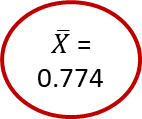 X̅ =
0.774